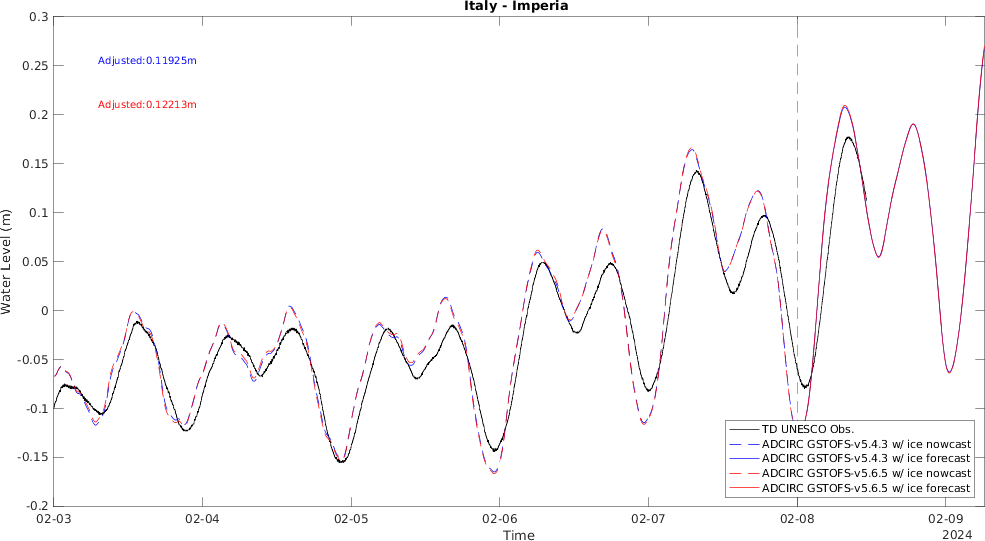 Italy - Imperia
Adjusted:0.11925m
Adjusted:0.12213m
Water Level (m)
0.3
0.25
0.2
0.15
0.1
0.05
0
-0.05
-0.1
-0.15
-0.2
TD UNESCO Obs.
ADCIRC GSTOFS-v5.4.3 w/ ice nowcast
ADCIRC GSTOFS-v5.4.3 w/ ice forecast
ADCIRC GSTOFS-v5.6.5 w/ ice nowcast
ADCIRC GSTOFS-v5.6.5 w/ ice forecast
02-03 02-04 02-05 02-06 02-07 02-08 02-09
Time
2024